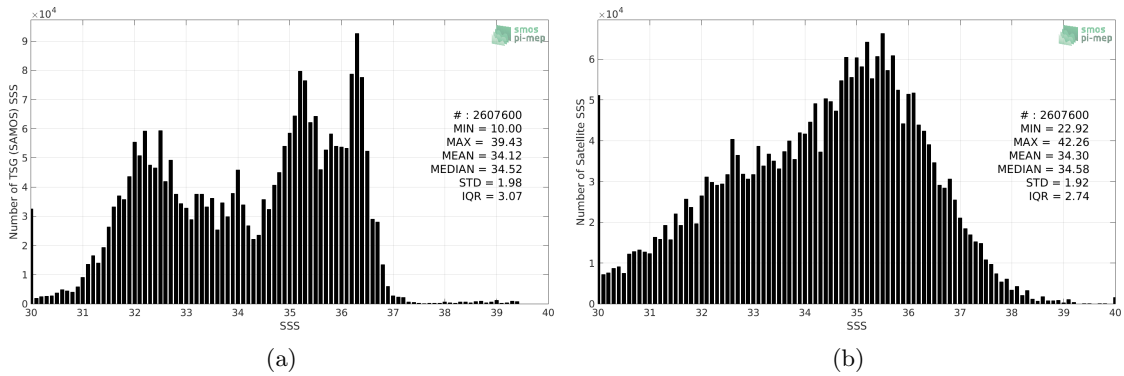 ×10⁴
9
8
7
6
5
4
3
2
1
0
Number of TSG (SAMOS) SSS
30 31 32 33 34 35 36 37 38 39 40
SSS
smos
pi-mep
# : 2607600
MIN = 10.00
MAX = 39.43
MEAN = 34.12
MEDIAN = 34.52
STD = 1.98
IQR = 3.07
(a)
×10⁴
6
5
4
3
2
1
0
Number of Satellite SSS
30 31 32 33 34 35 36 37 38 39 40
SSS
smos
pi-mep
# : 2607600
MIN = 22.92
MAX = 42.26
MEAN = 34.30
MEDIAN = 34.58
STD = 1.92
IQR = 2.74
(b)